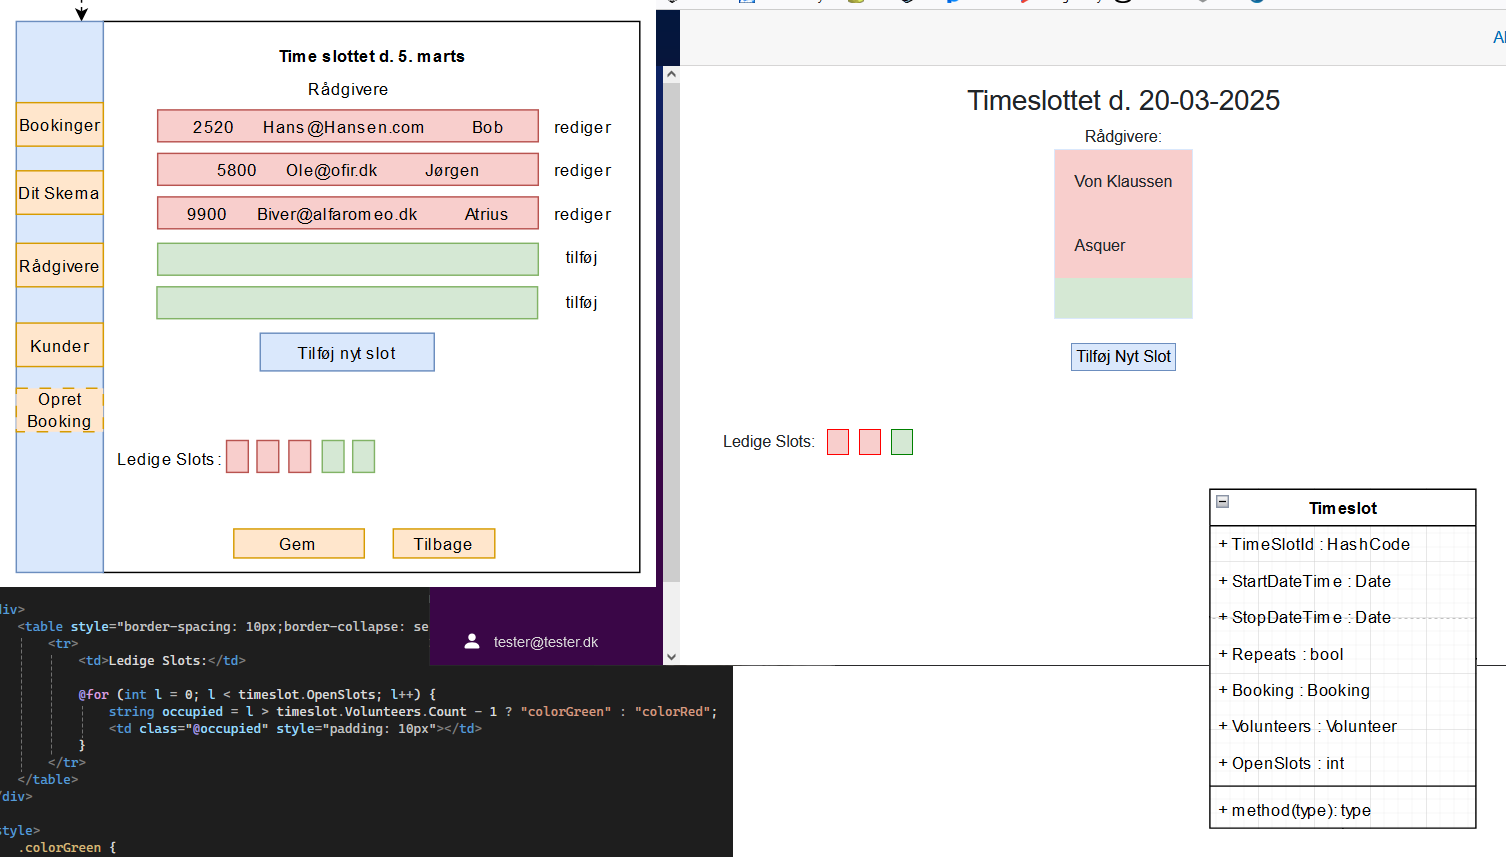 Time slottet d. 5. marts
Rådgivere
2520 Hans@Hansen.com Bob rediger
5800 Ole@ofir.dk Jørgen rediger
9900 Biver@alfaromeo.dk Atrius rediger
tilføj
tilføj
Tilføj nyt slot
Bookinger
Dit Skema
Rådgivere
Kunder
Opret
Booking
Ledige Slots:
Gem Tilbage
Timeslottet d. 20-03-2025
Rådgivere:
Von Klaussen
Asquer
Tilføj Nyt Slot
Ledige Slots:
tester@tester.dk
iv>
<table style="border-spacing: 10px;border-collapse: se
<tr>
<td>Ledige Slots:</td>
@for (int l = 0; l < timeslot.OpenSlots; l++) {
string occupied = l > timeslot.Volunteers.Count - 1 ? "colorGreen" : "colorRed";
<td class="@occupied" style="padding: 10px"></td>
}
</tr>
</table>
/div>
style>
.colorGreen {
Timeslot
+ TimeSlotId : HashCode
+ StartDateTime : Date
+ StopDateTime : Date
+ Repeats : bool
+ Booking : Booking
+ Volunteers : Volunteer
+ OpenSlots : int
+ method(type): type